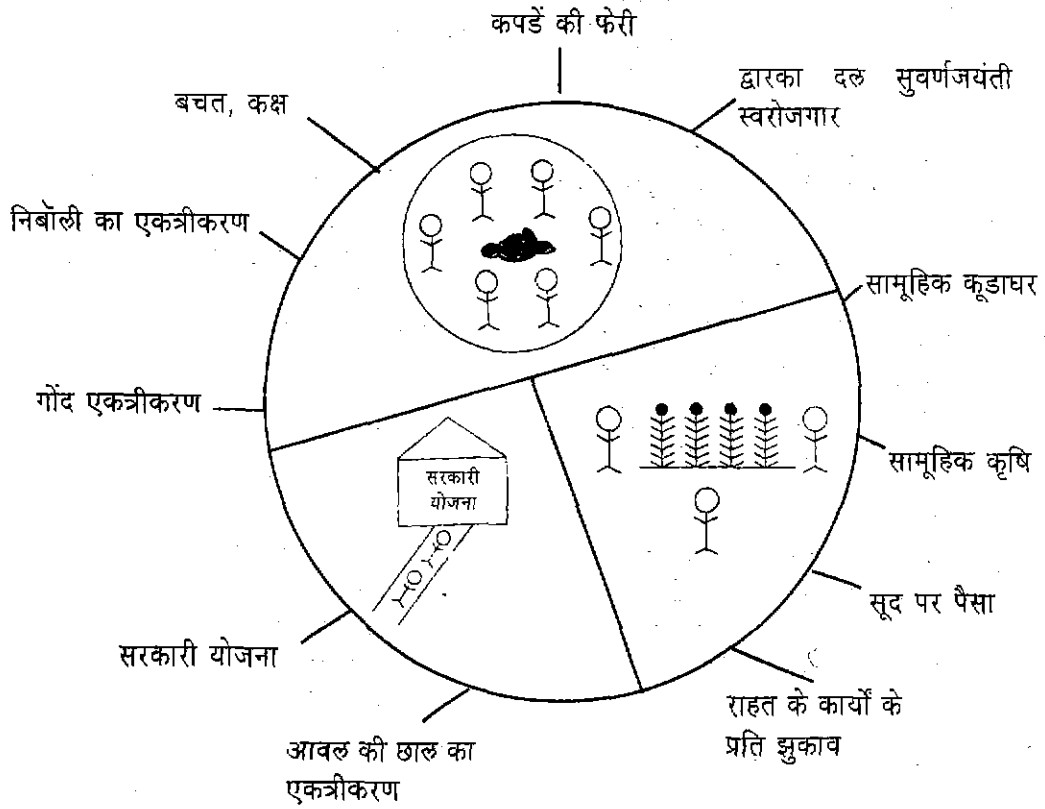 कपडें की फेरी
द्वारका दल सुवर्णजयंती
स्वरोजगार
बचत, कक्ष
निबॉली का एकत्रीकरण
सामूहिक कूडाघर
गोंद एकत्रीकरण
सामूहिक कृषि
सरकारी
योजना
सूद पर पैसा
सरकारी योजना
राहत के कार्यों के
प्रति झुकाव
आवल की छाल का
एकत्रीकरण